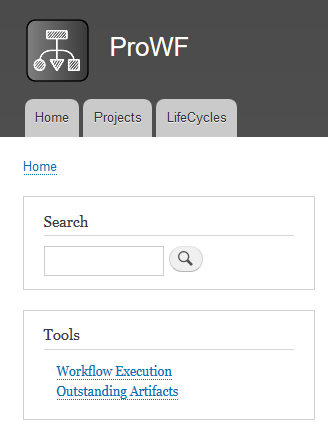 ProWF
Home Projects LifeCycles
Home
Search
Tools
Workflow Execution
Outstanding Artifacts